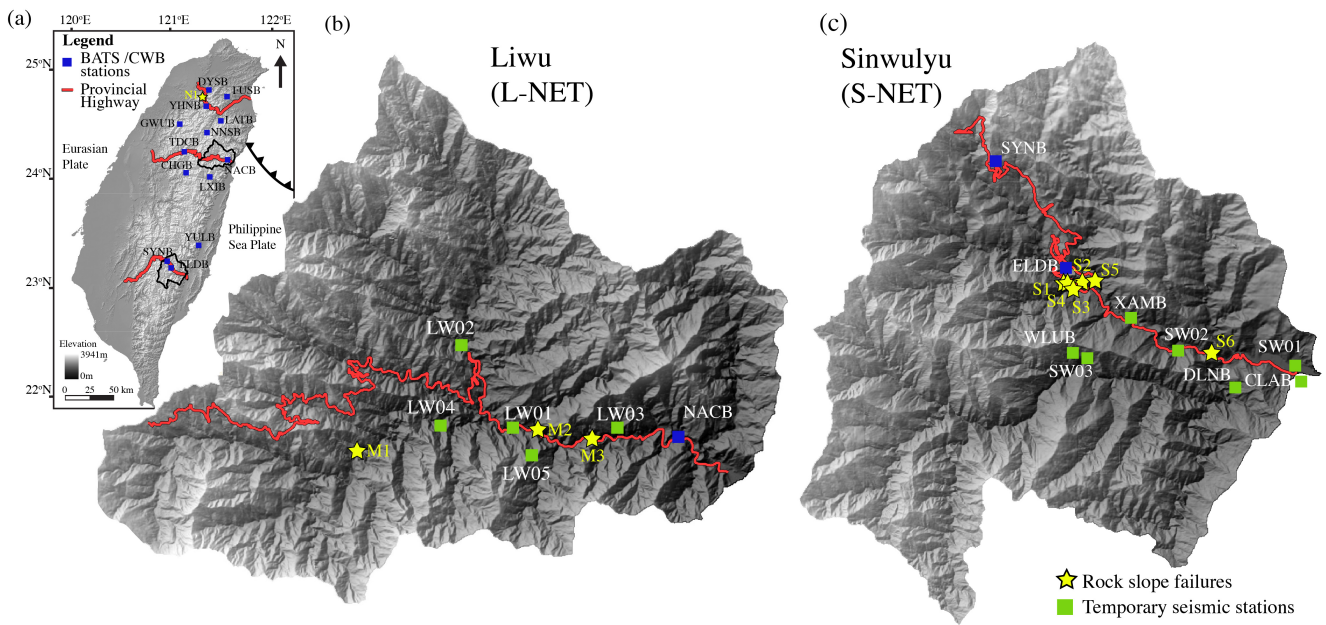 (a)
120°E
121°E
122°E
25°N
24°N
23°N
22°N
Legend
BATS /CWB
stations
Provincial
Highway
N
DYSB
YHNB
LATB
GWUB
NNSB
TDCB
CHGB
NACB
LXIB
Eurasian
Plate
Philippine
Sea Plate
YULB
SYNB
ELDB
Elevation
3941m
0m
0 25 50 km
(b)
Liwu
(L-NET)
LW02
LW04
LW01
LW03
NACB
M2
M3
M1
LW05
(c)
Sinwulyu
(S-NET)
SYNB
ELDB
S2
S5
S1
S4
S3
XAMB
WLUB
SW02
S6
SW01
SW03
DLNB
CLAB
Rock slope failures
Temporary seismic stations